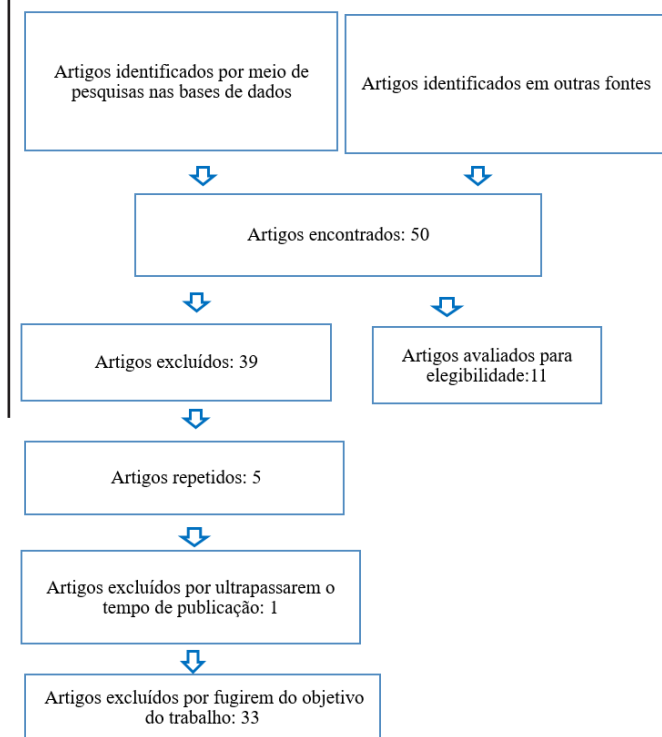 Artigos identificados por meio de
pesquisas nas bases de dados
Artigos identificados em outras fontes
Artigos encontrados: 50
Artigos excluídos: 39
Artigos avaliados para
elegibilidade:11
Artigos repetidos: 5
Artigos excluídos por ultrapassarem o
tempo de publicação: 1
Artigos excluídos por fugirem do objetivo
do trabalho: 33